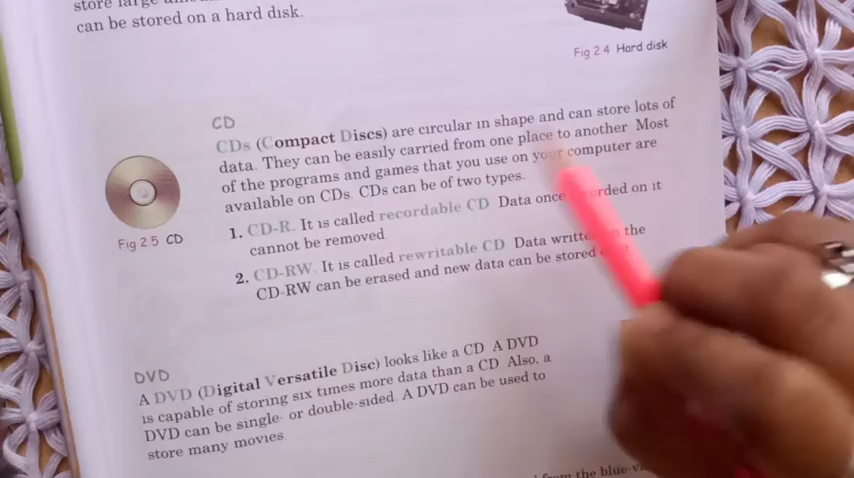 store large
can be stored on a hard disk.
Fig 2 4 Hard disk
CD
CDs (Compact Discs) are circular in shape and can store lots of
data. They can be easily carried from one place to another Most
of the programs and games that you use on your computer are
available on CDs. CDs can be of two types.
Fig 2 5 CD
1. CD-R. It is called recordable CD Data once recorded on it
cannot be removed
2. CD-RW. It is called rewritable CD Data written on the
CD-RW can be erased and new data can be stored
DVD
A DVD (Digital Versatile Disc) looks like a CD A DVD
is capable of storing six times more data than a CD Also, a
DVD can be single- or double-sided A DVD can be used to
store many movies
from the blue-